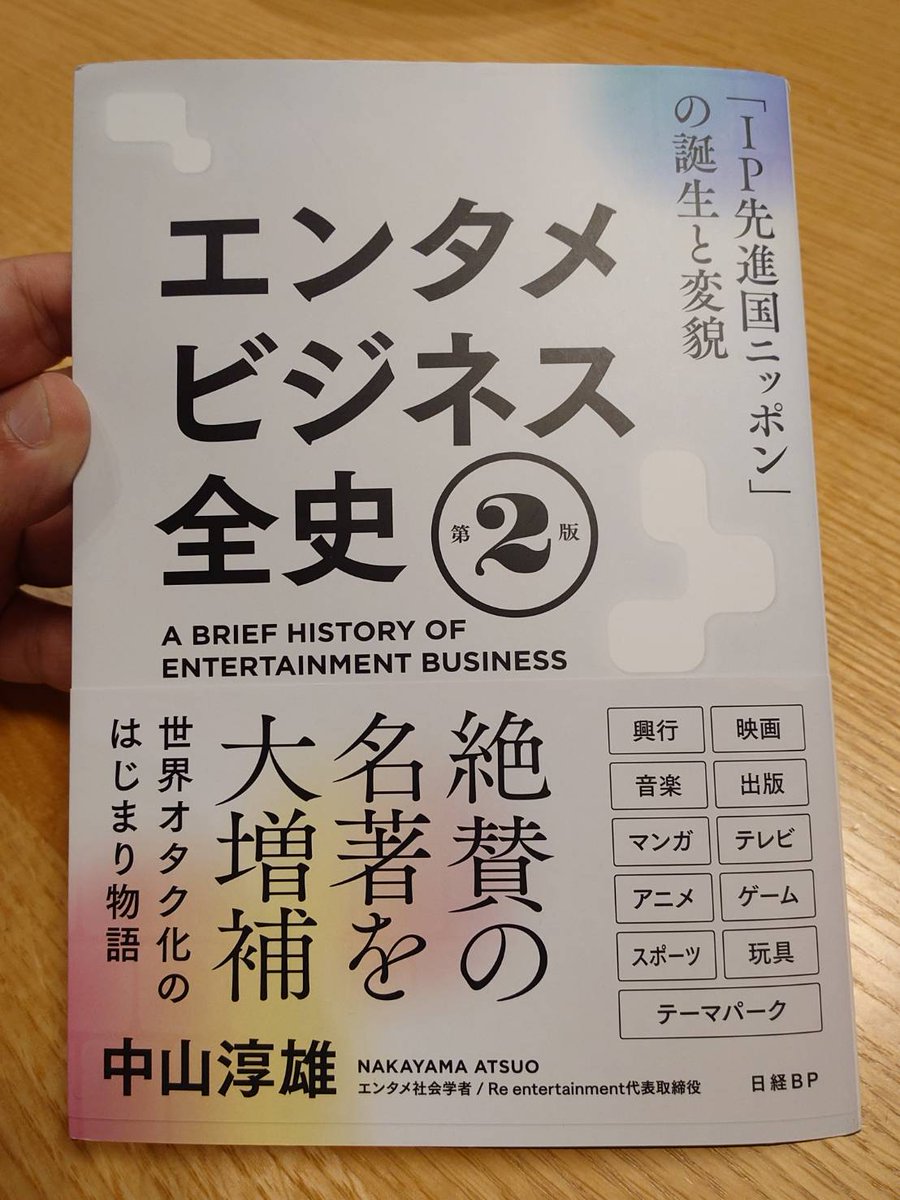 「IP先進国ニッポン」
の誕生と変貌
エンタメ
ビジネス
全史
第2版
A BRIEF HISTORY OF
ENTERTAINMENT BUSINESS
絶賛の
名著を
大増補
世界オタク化の
はじまり物語
興行 映画
音楽 出版
マンガ テレビ
アニメ ゲーム
スポーツ 玩具
テーマパーク
中山淳雄
NAKAYAMA ATSUO
エンタメ社会学者 / Re entertainment代表取締役
日経BP